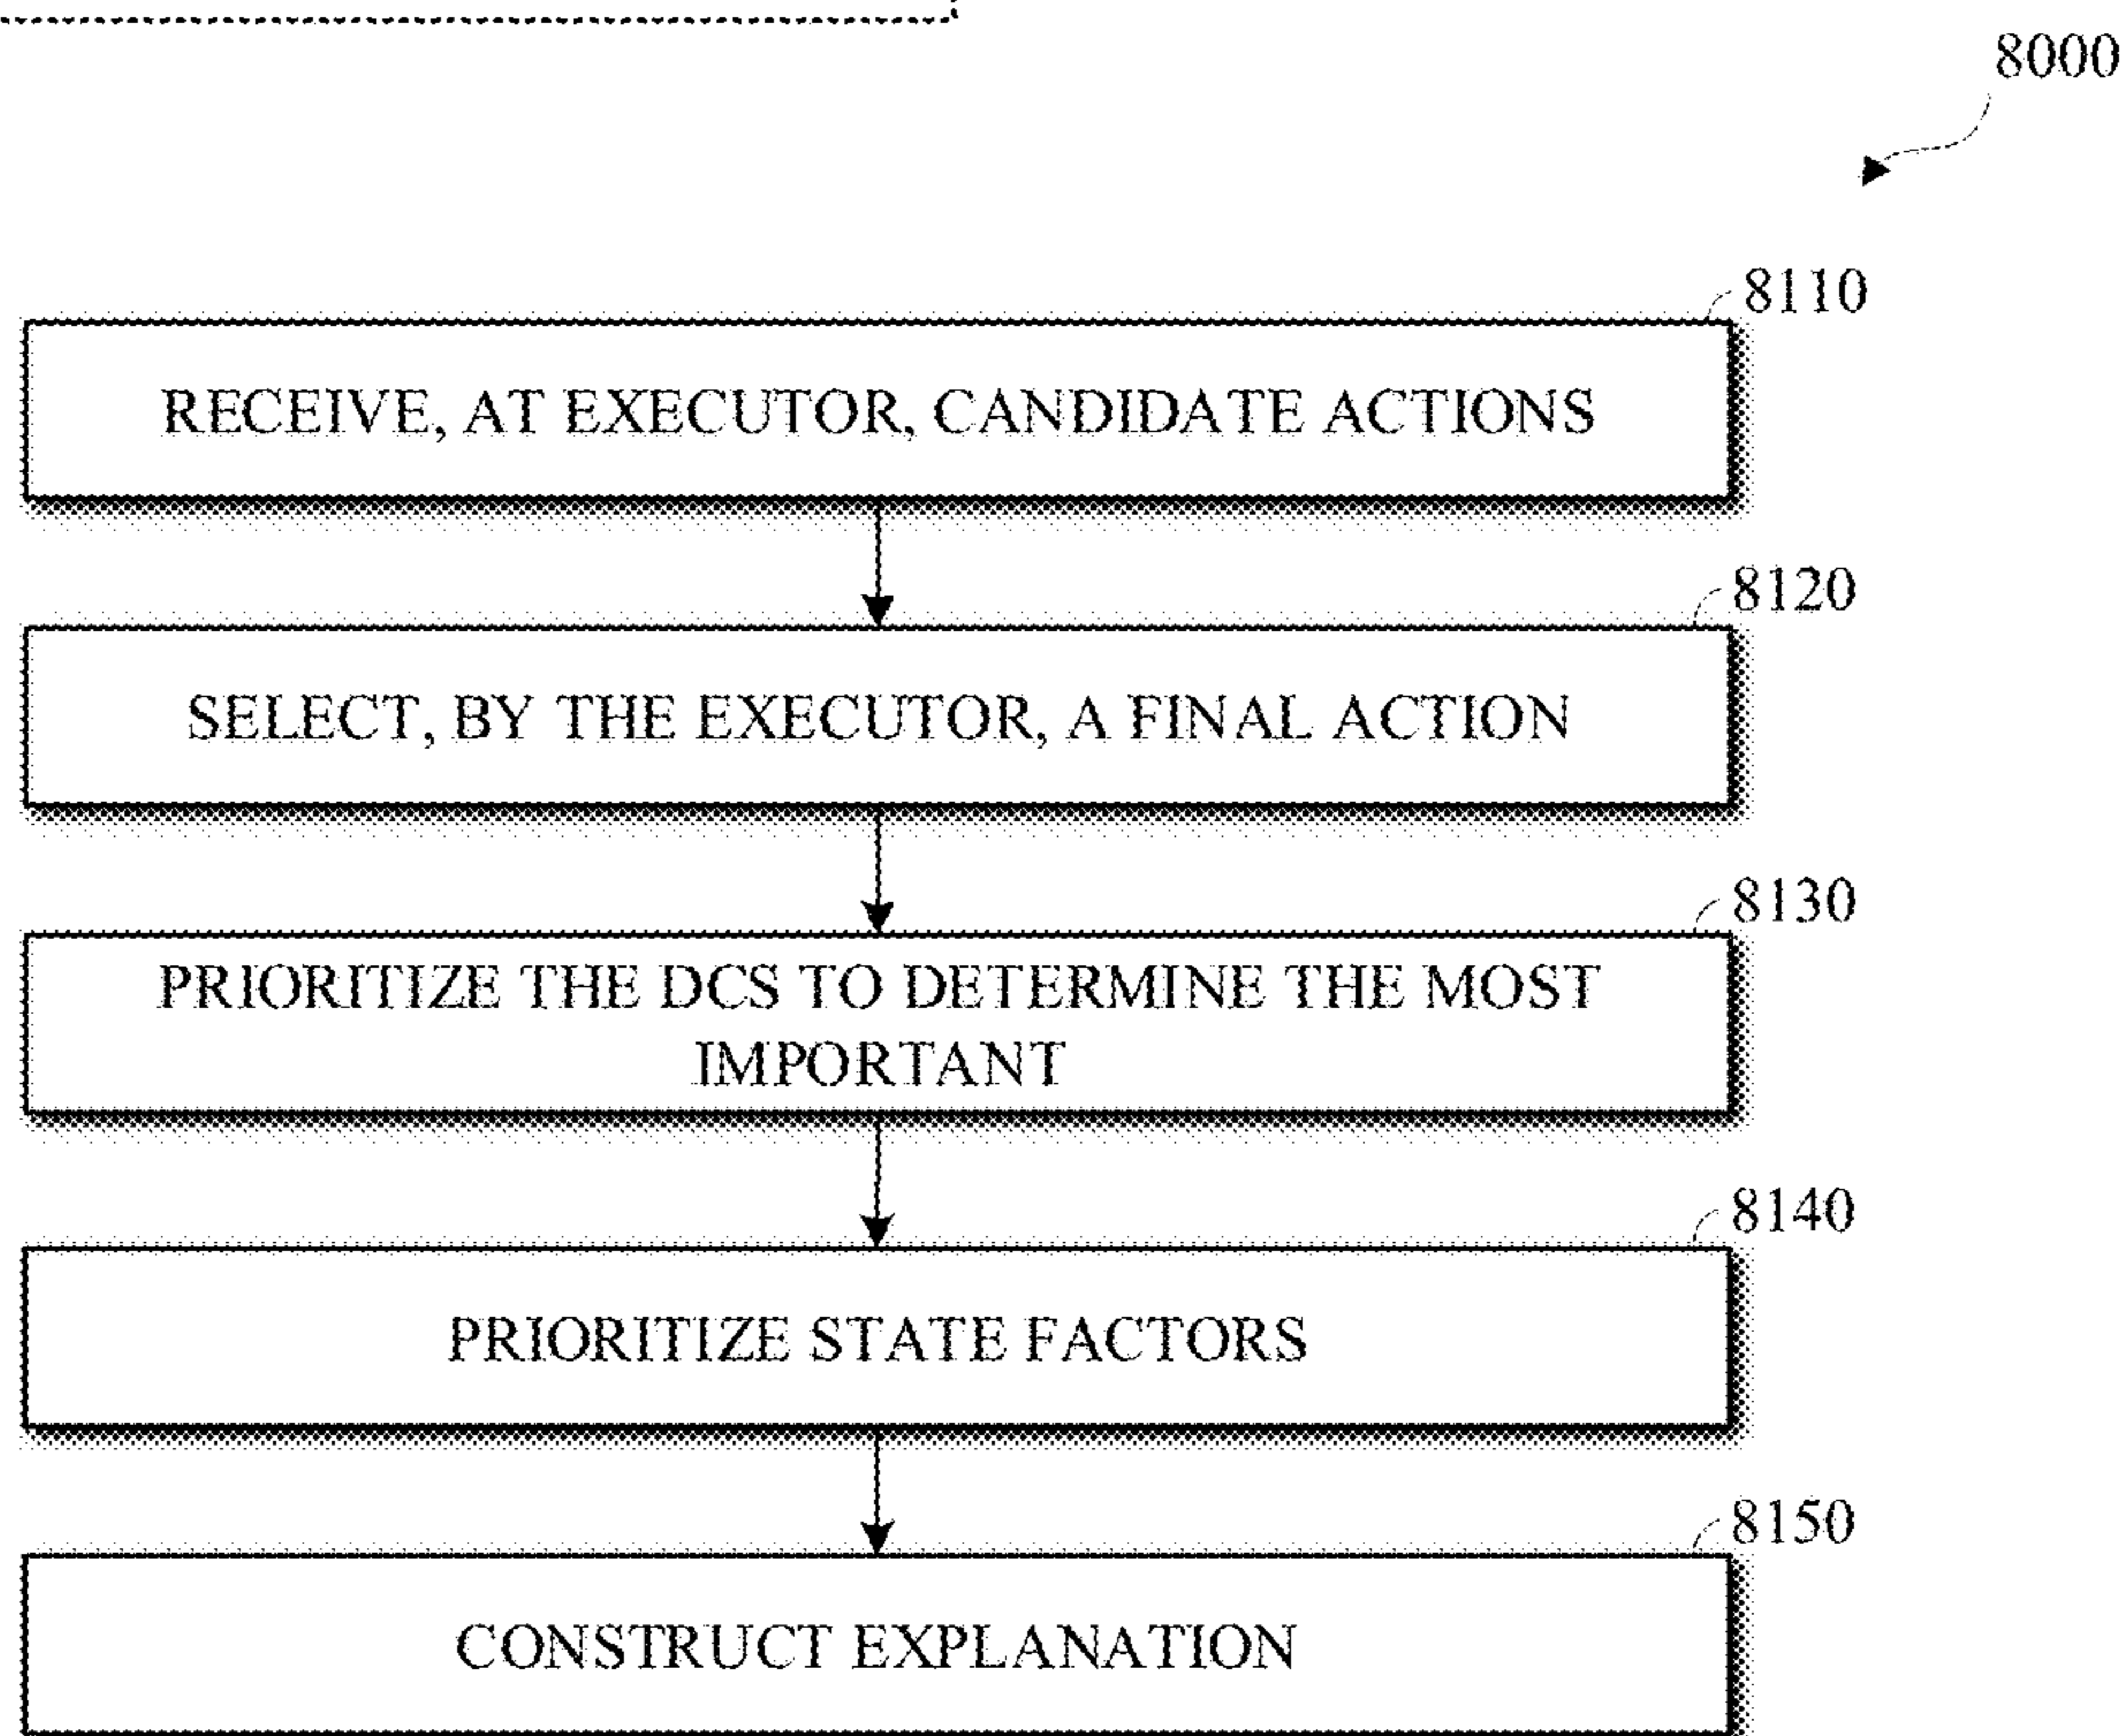 8000
8110
RECEIVE, AT EXECUTOR, CANDIDATE ACTIONS
8120
SELECT, BY THE EXECUTOR, A FINAL ACTION
8130
PRIORITIZE THE DCS TO DETERMINE THE MOST
IMPORTANT
8140
PRIORITIZE STATE FACTORS
8150
CONSTRUCT EXPLANATION